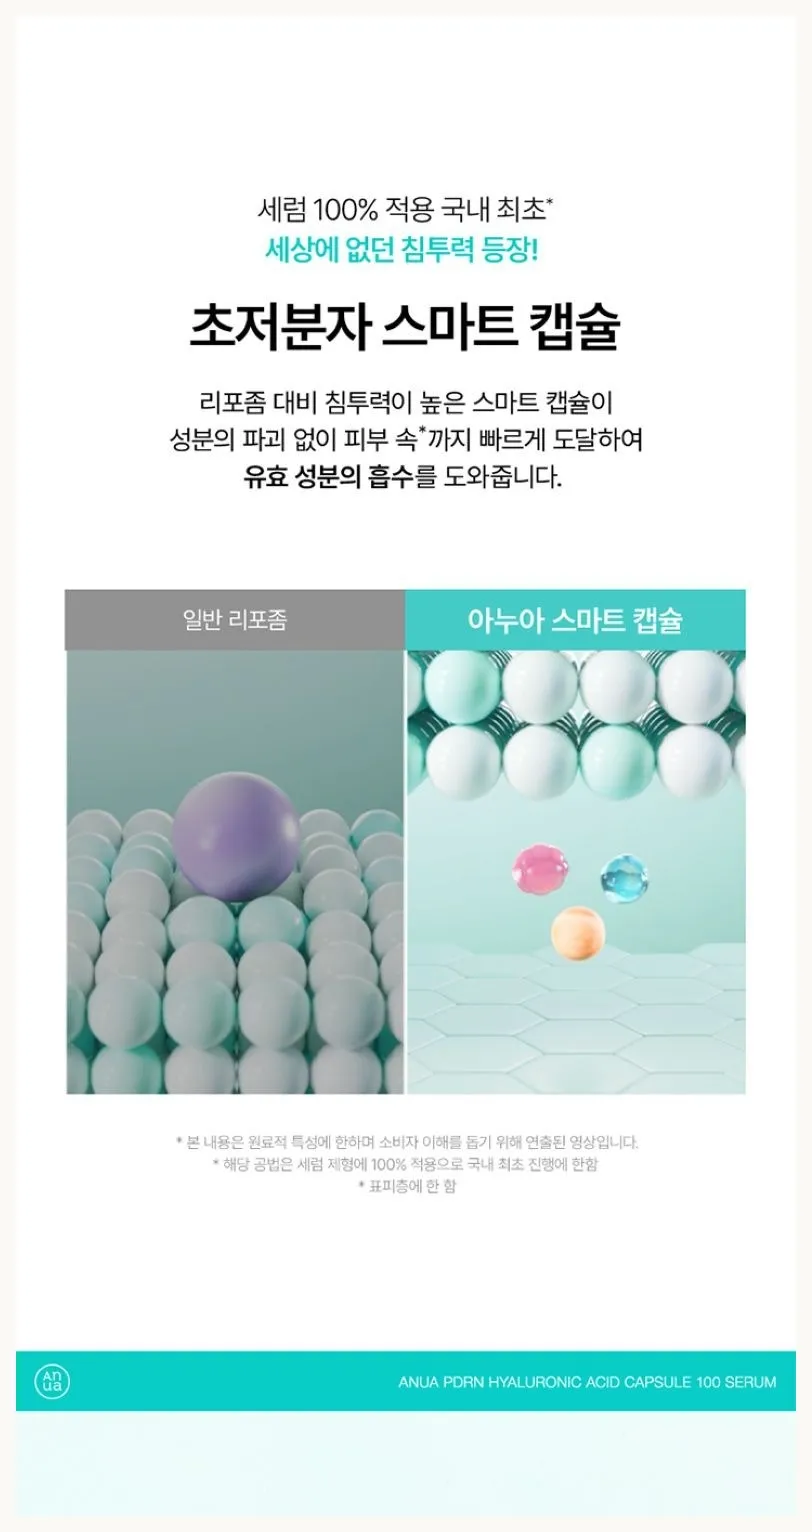 세럼 100% 적용 국내 최초*
세상에 없던 침투력 등장!
초저분자 스마트 캡슐
리포좀 대비 침투력이 높은 스마트 캡슐이
성분의 파괴 없이 피부 속*까지 빠르게 도달하여
유효 성분의 흡수를 도와줍니다.
일반 리포좀
아누아 스마트 캡슐
* 본 내용은 원료적 특성에 한하며 소비자 이해를 돕기 위해 연출된 영상입니다.
* 해당 공법은 세럼 제형에 100% 적용으로 국내 최초 진행에 한함
* 표피층에 한 함
An
ua
ANUA PDRN HYALURONIC ACID CAPSULE 100 SERUM